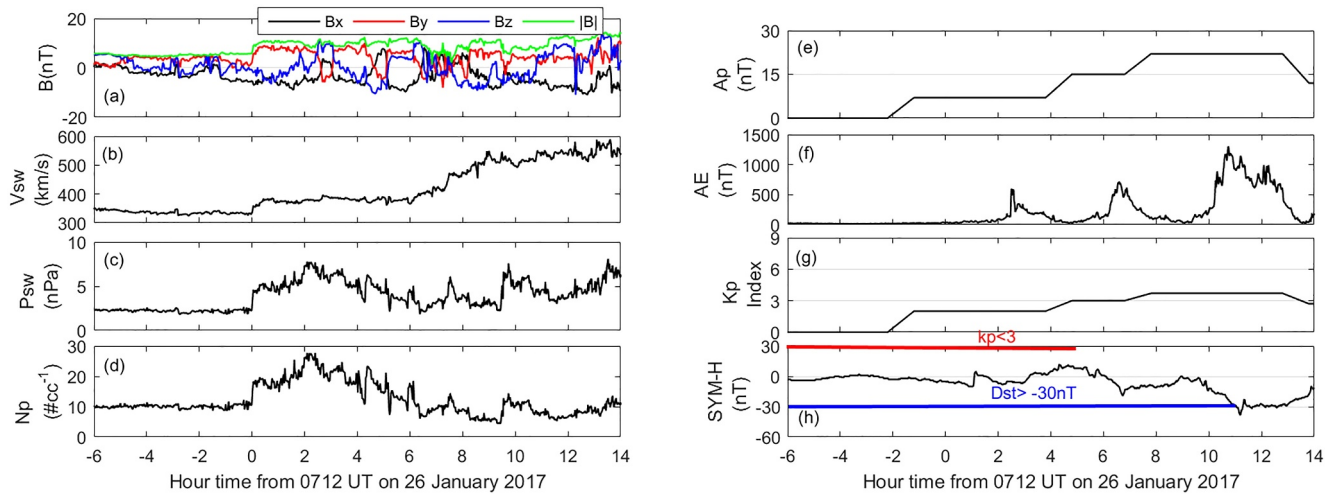 Bx By Bz |B|
20
0
-20
B(nT)
(a)
600
500
400
300
Vsw
(km/s)
(b)
10
5
0
Psw
(nPa)
(c)
30
20
10
0
Np
(#cc-1)
(d)
-6 -4 -2 0 2 4 6 8 10 12 14
Hour time from 0712 UT on 26 January 2017
30
15
0
Ap
(nT)
(e)
1500
1000
500
0
AE
(nT)
(f)
9
6
3
0
Kp
Index
(g)
kp<3
30
0
-30
-60
SYM-H
(nT)
Dst> -30nT
(h)
-6 -4 -2 0 2 4 6 8 10 12 14
Hour time from 0712 UT on 26 January 2017